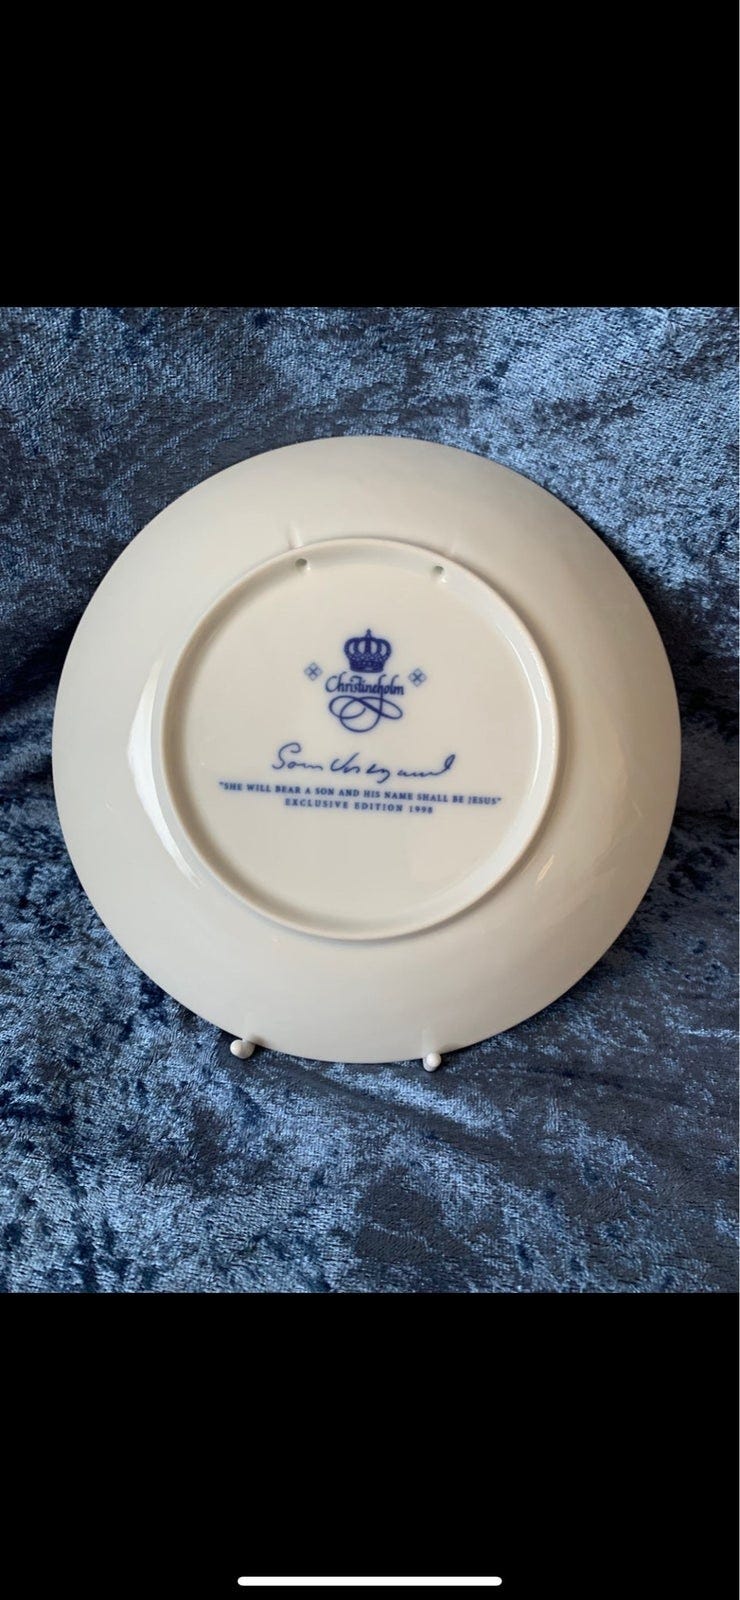 Christineholm
"SHE WILL BEAR A SON AND HIS NAME SHALL BE JESUS"
EXCLUSIVE EDITION 1998